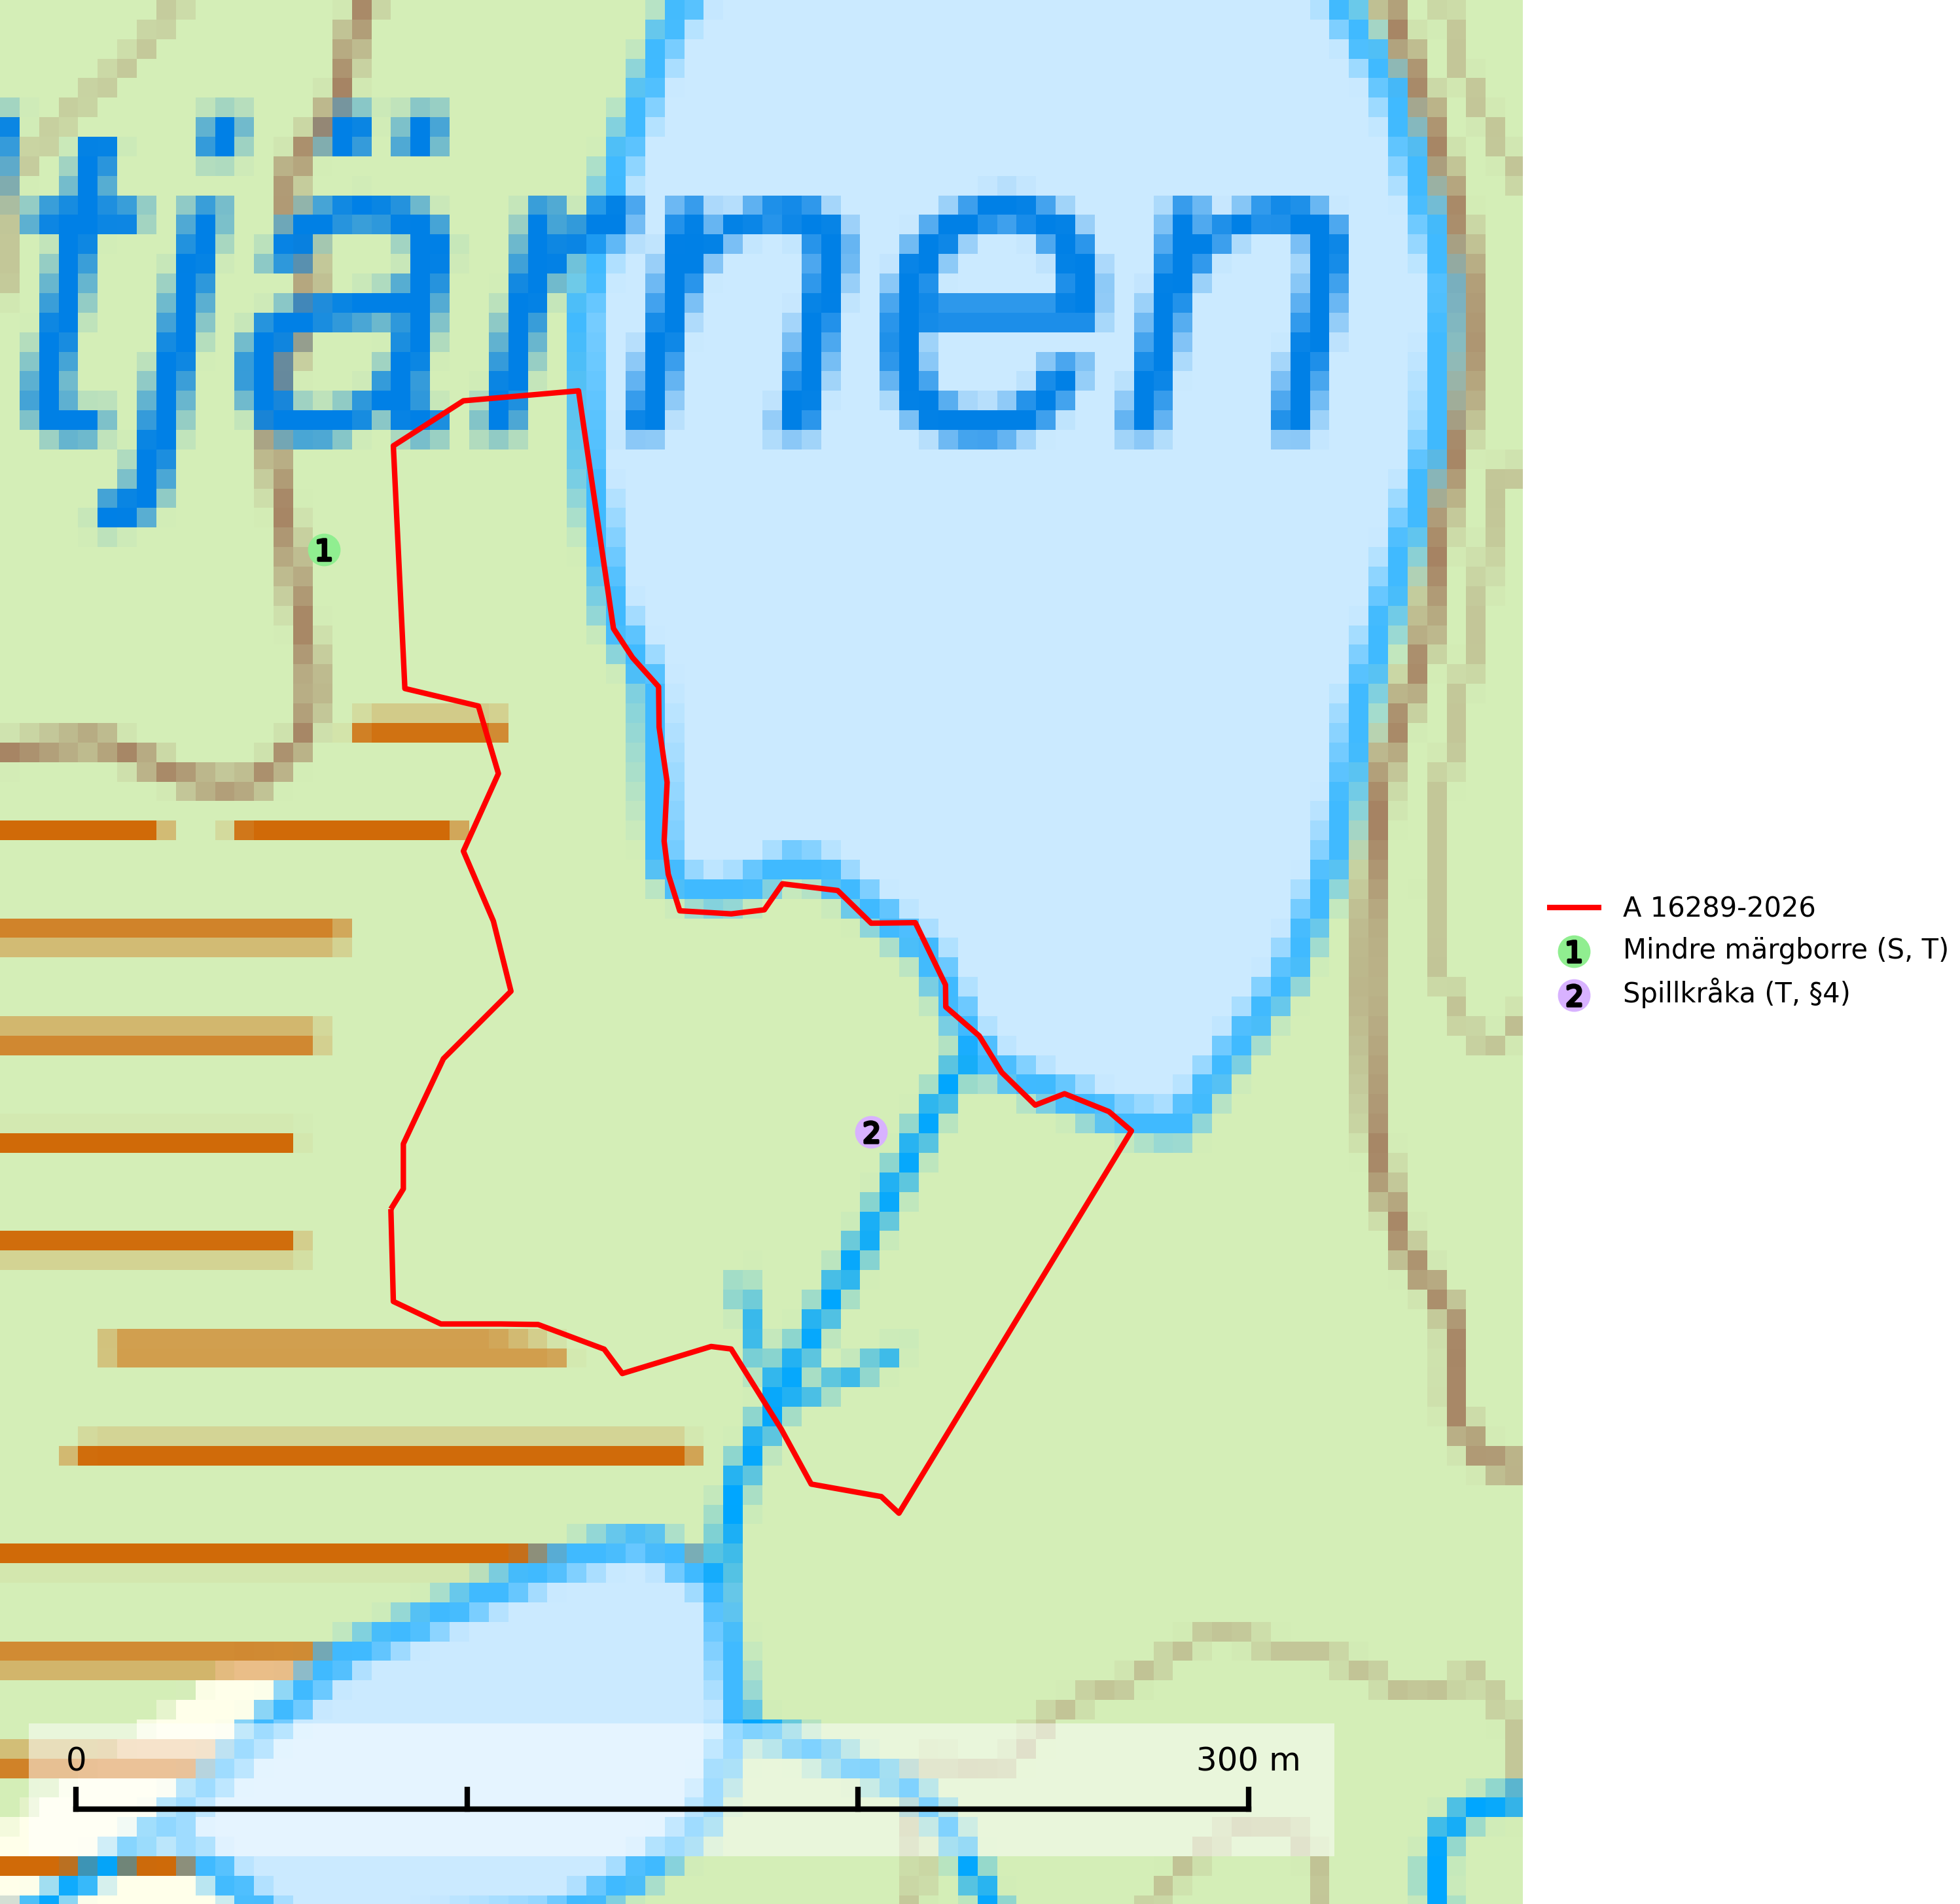 tjärnen
1
2
A 16289-2026
1 Mindre märgborre (S, T)
2 Spillkråka (T, §4)
0 300 m